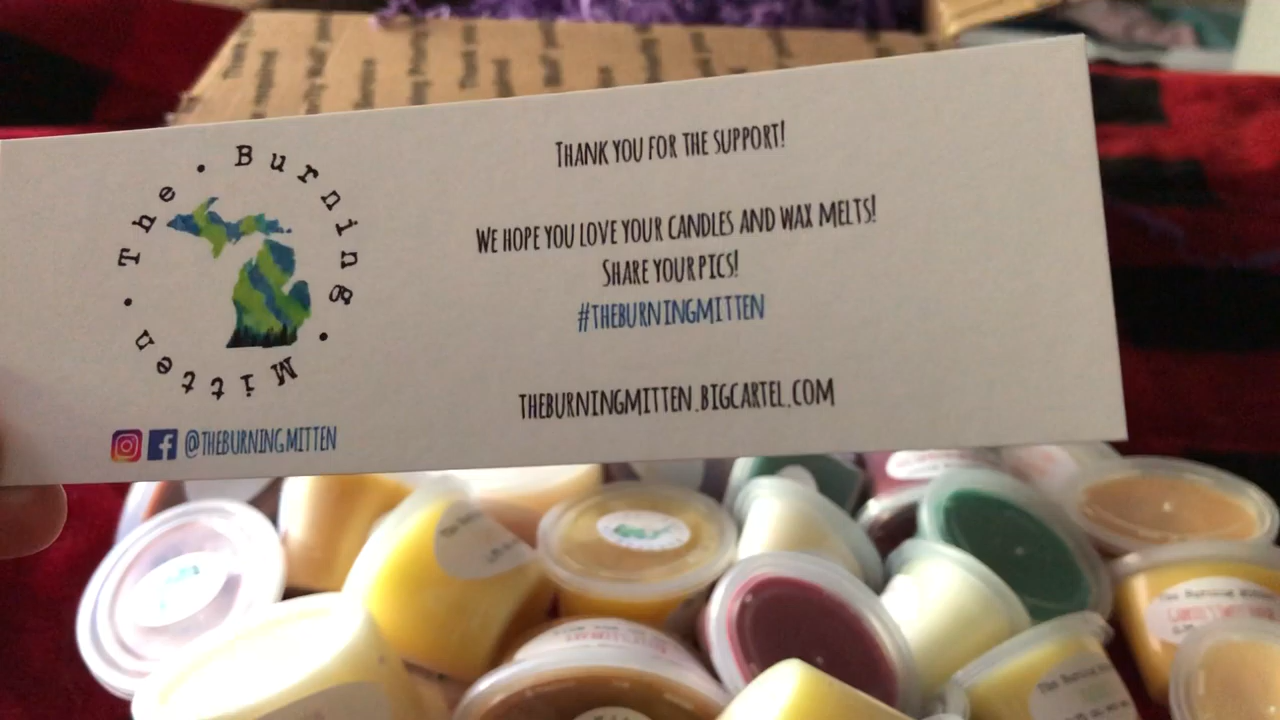 The · Burning · Mitten ·
@THEBURNINGMITTEN
THANK YOU FOR THE SUPPORT!
WE HOPE YOU LOVE YOUR CANDLES AND WAX MELTS!
SHARE YOUR PICS!
#THEBURNINGMITTEN
THEBURNINGMITTEN.BIGCARTEL.COM